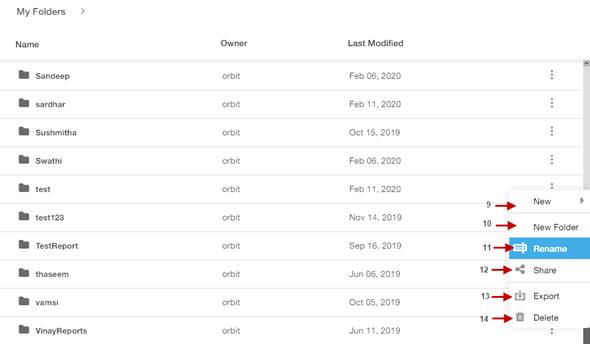 My Folders >
Name Owner Last Modified
Sandeep orbit Feb 06, 2020
sardhar orbit Feb 11, 2020
Sushmitha orbit Oct 15, 2019
Swathi orbit Feb 06, 2020
test orbit Feb 11, 2020
9 New
test123 orbit Nov 14, 2019
10 New Folder
TestReport orbit Sep 16, 2019
11 Rename
thaseem orbit Jun 06, 2019
12 Share
vamsi orbit Oct 05, 2019
13 Export
VinayReports orbit Jun 11, 2019
14 Delete